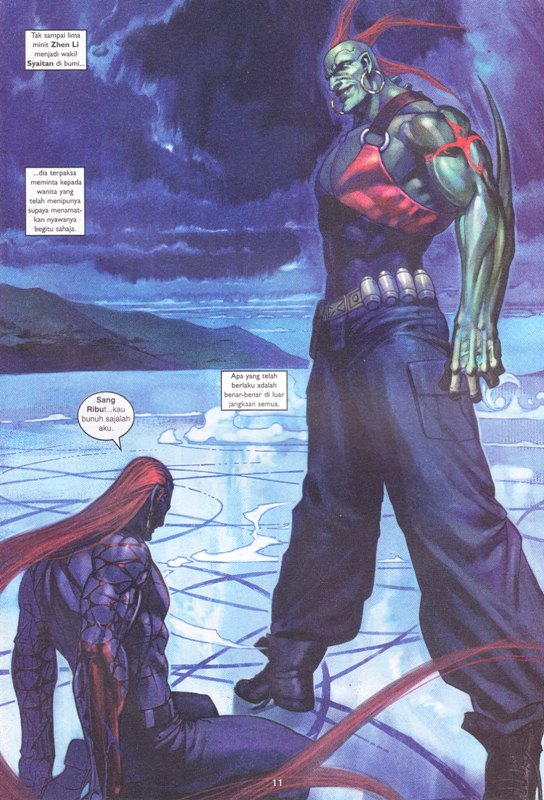 Tak sampai lima
minit Zhen Li
menjadi wakil
Syaitan di bumi...
...dia terpaksa
meminta kepada
wanita yang
telah menipunya
supaya menamat-
kan nyawanya
begitu sahaja.
Apa yang telah
berlaku adalah
benar-benar di luar
jangkaan semua.
Sang
Ribu!...kau
bunuh sajalah
aku.
11